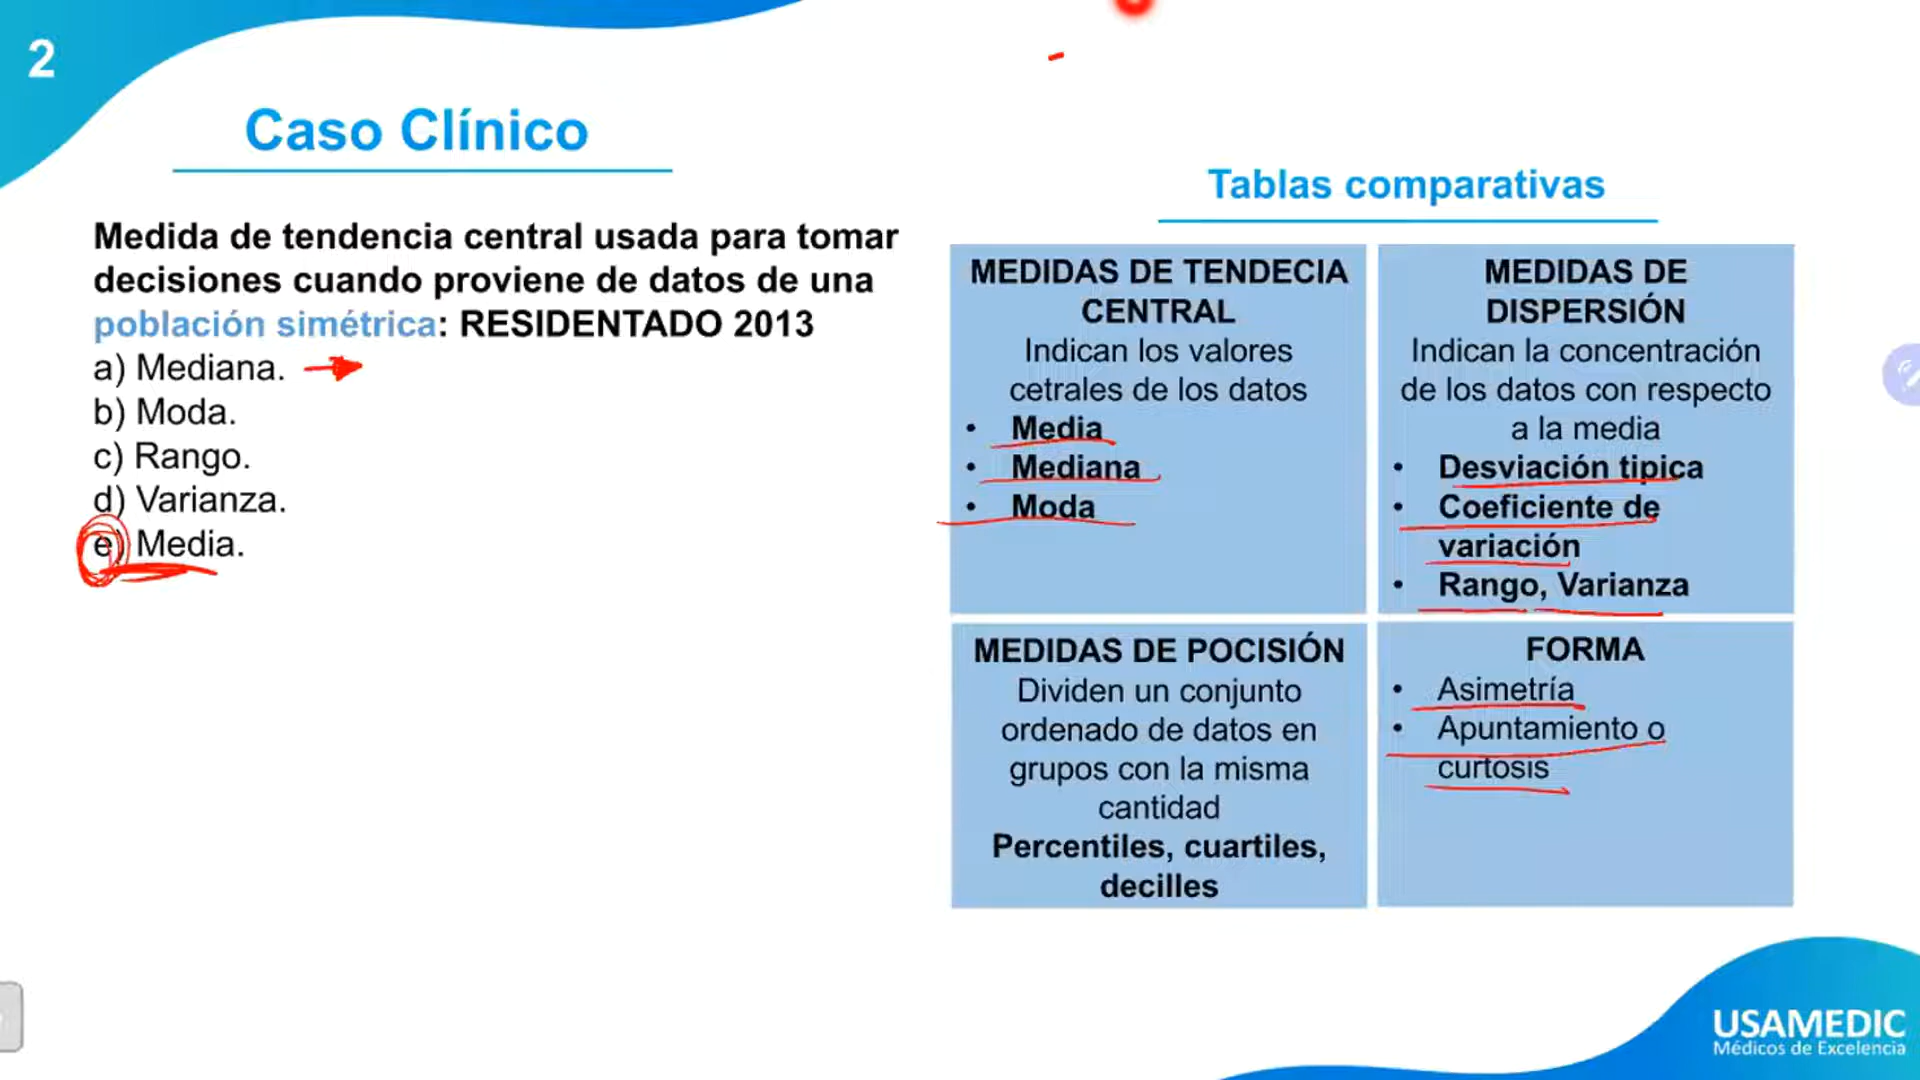 2
Caso Clínico
Medida de tendencia central usada para tomar
decisiones cuando proviene de datos de una
población simétrica: RESIDENTADO 2013
a) Mediana.
b) Moda.
c) Rango.
d) Varianza.
e) Media.
Tablas comparativas
MEDIDAS DE TENDECIA
CENTRAL
Indican los valores
cetrales de los datos
• Media
• Mediana
• Moda
MEDIDAS DE
DISPERSIÓN
Indican la concentración
de los datos con respecto
a la media
• Desviación tipica
• Coeficiente de
variación
• Rango, Varianza
MEDIDAS DE POCISIÓN
Dividen un conjunto
ordenado de datos en
grupos con la misma
cantidad
Percentiles, cuartiles,
decilles
FORMA
• Asimetría
• Apuntamiento o
curtosis
USAMEDIC
Médicos de Excelencia